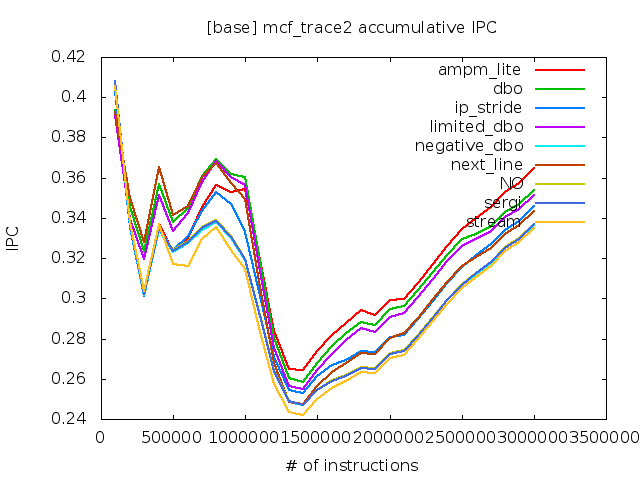 [base] mcf_trace2 accumulative IPC
IPC
0.42
0.4
0.38
0.36
0.34
0.32
0.3
0.28
0.26
0.24
ampm_lite
dbo
ip_stride
limited_dbo
negative_dbo
next_line
NO
sergi
stream
0 500000 1000000 1500000 2000000 2500000 3000000 3500000
# of instructions